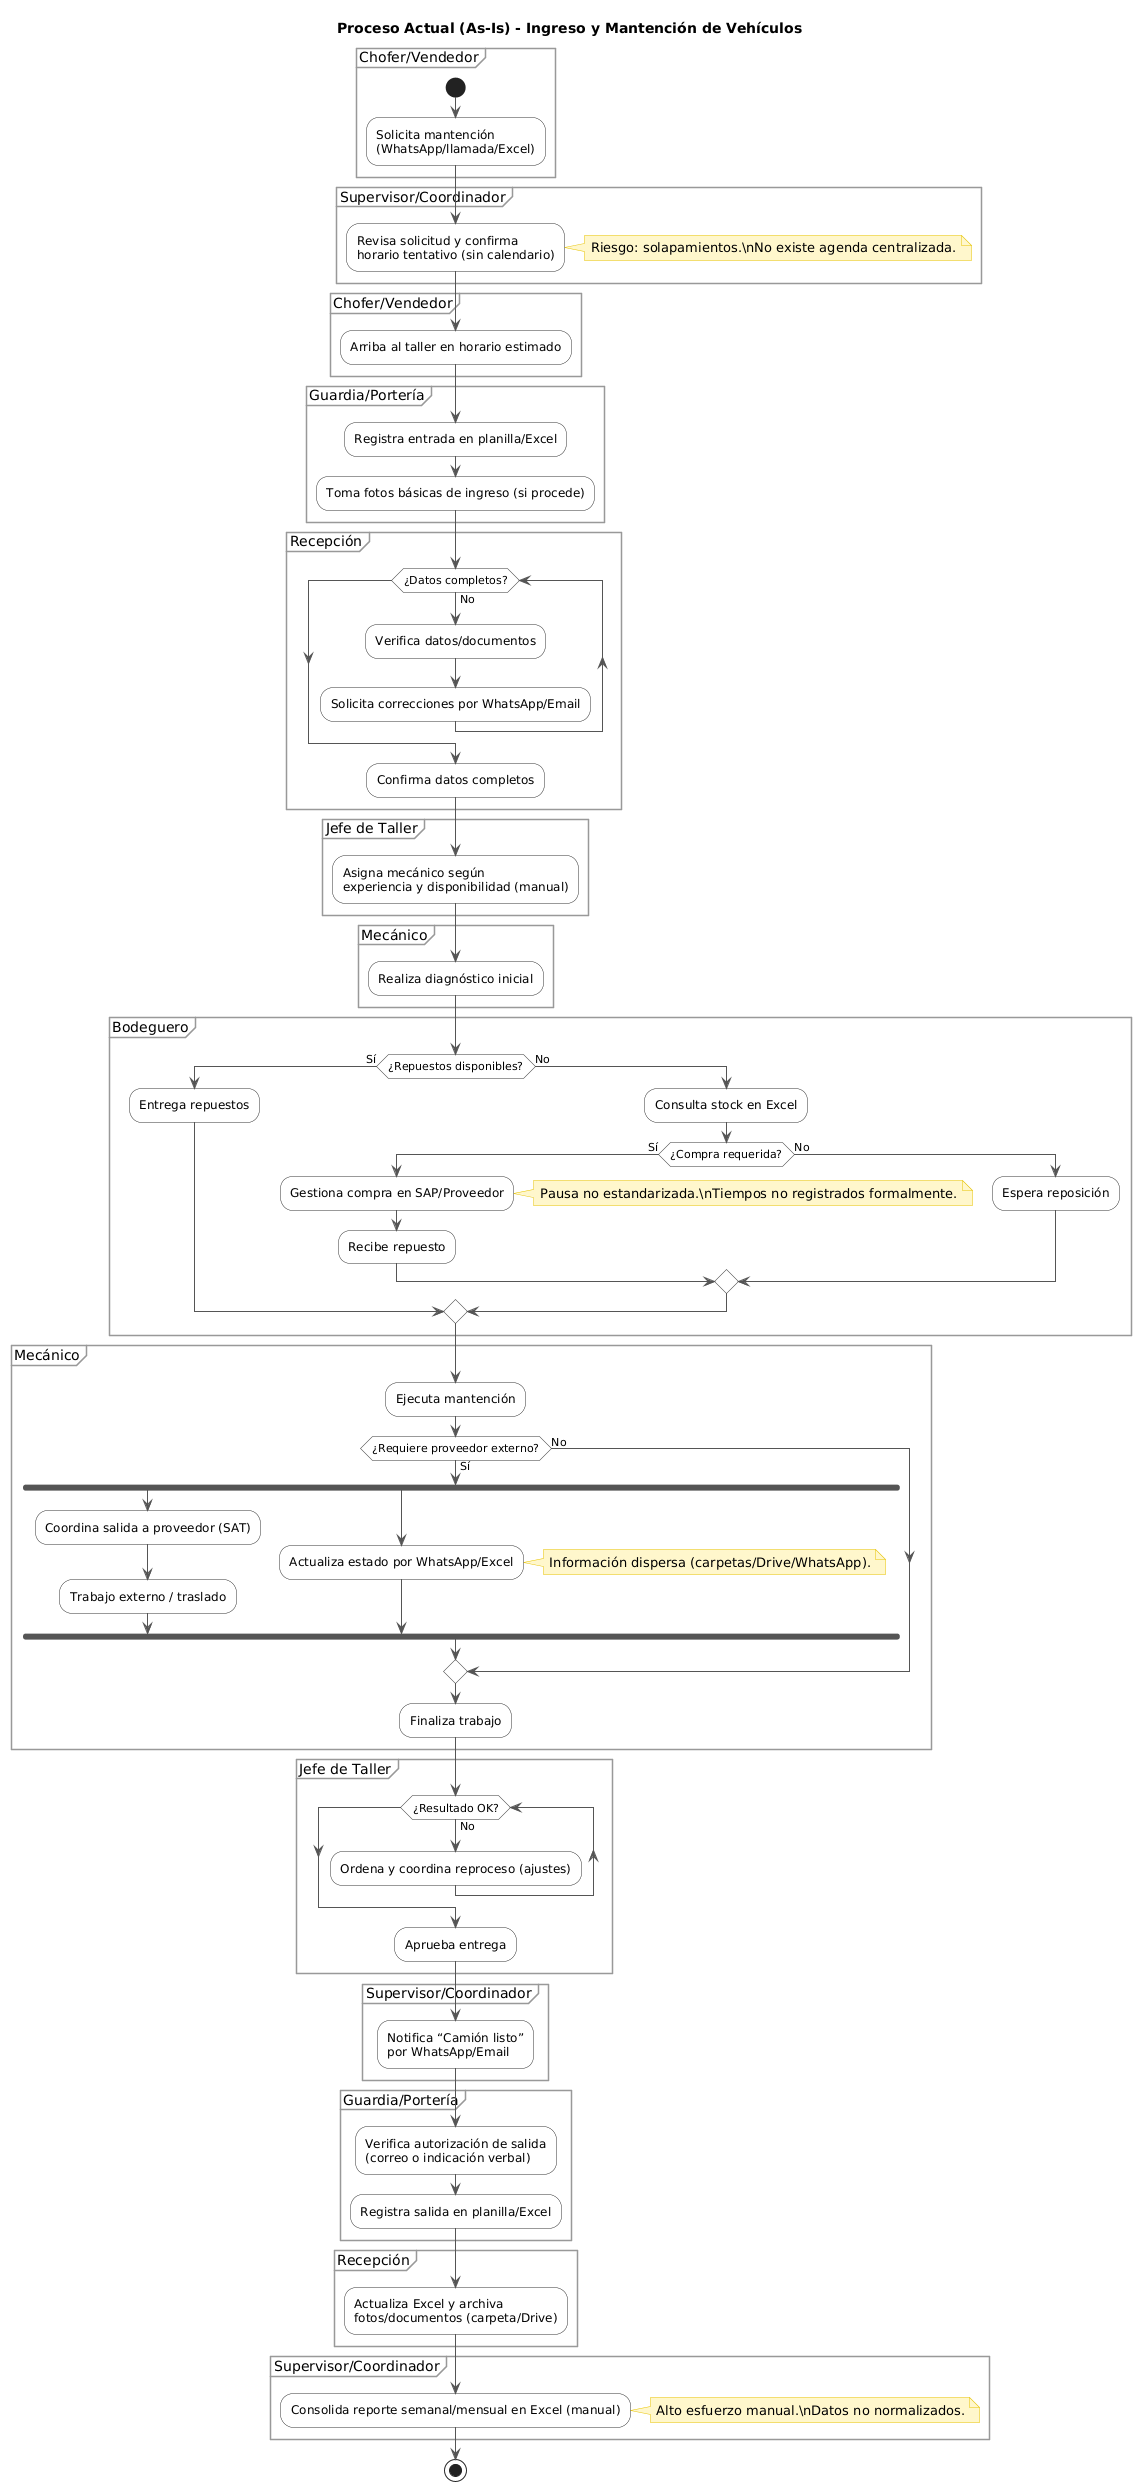 Proceso Actual (As-Is) - Ingreso y Mantención de Vehículos
Chofer/Vendedor
Solicita mantención
(WhatsApp/llamada/Excel)
Supervisor/Coordinador
Revisa solicitud y confirma
horario tentativo (sin calendario)
Riesgo: solapamientos.\nNo existe agenda centralizada.
Chofer/Vendedor
Arriba al taller en horario estimado
Guardia/Portería
Registra entrada en planilla/Excel
Toma fotos básicas de ingreso (si procede)
Recepción
¿Datos completos?
No
Verifica datos/documentos
Solicita correcciones por WhatsApp/Email
Confirma datos completos
Jefe de Taller
Asigna mecánico según
experiencia y disponibilidad (manual)
Mecánico
Realiza diagnóstico inicial
Bodeguero
Sí
¿Repuestos disponibles?
No
Entrega repuestos
Consulta stock en Excel
Sí
¿Compra requerida?
No
Gestiona compra en SAP/Proveedor
Pausa no estandarizada.\nTiempos no registrados formalmente.
Espera reposición
Recibe repuesto
Mecánico
Ejecuta mantención
¿Requiere proveedor externo?
No
Sí
Coordina salida a proveedor (SAT)
Actualiza estado por WhatsApp/Excel
Información dispersa (carpetas/Drive/WhatsApp).
Trabajo externo / traslado
Finaliza trabajo
Jefe de Taller
¿Resultado OK?
No
Ordena y coordina reproceso (ajustes)
Aprueba entrega
Supervisor/Coordinador
Notifica “Camión listo”
por WhatsApp/Email
Guardia/Portería
Verifica autorización de salida
(correo o indicación verbal)
Registra salida en planilla/Excel
Recepción
Actualiza Excel y archiva
fotos/documentos (carpeta/Drive)
Supervisor/Coordinador
Consolida reporte semanal/mensual en Excel (manual)
Alto esfuerzo manual.\nDatos no normalizados.